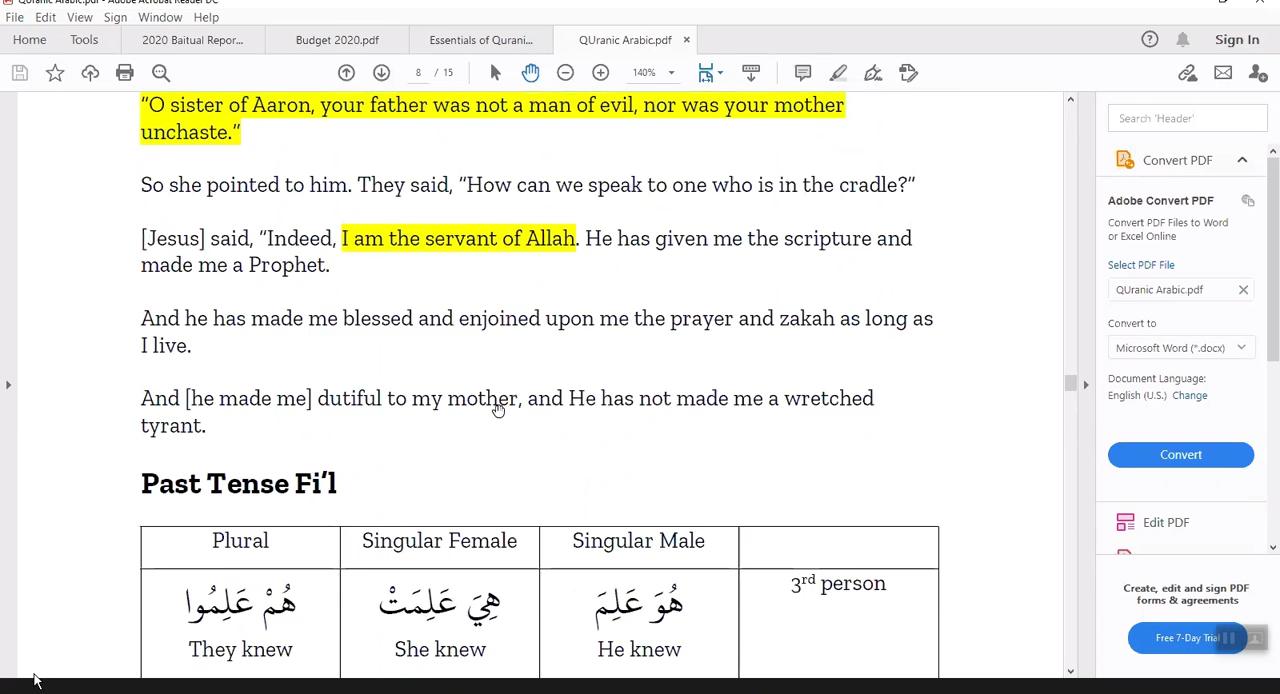 QUranic Arabic.pdf - Adobe Acrobat Reader DC
File Edit View Sign Window Help
Home Tools 2020 Baitual Repor... Budget 2020.pdf Essentials of Qurani... QUranic Arabic.pdf × ? Sign In
8 / 15 140%
"O sister of Aaron, your father was not a man of evil, nor was your mother
unchaste."
So she pointed to him. They said, "How can we speak to one who is in the cradle?"
[Jesus] said, "Indeed, I am the servant of Allah. He has given me the scripture and
made me a Prophet.
And he has made me blessed and enjoined upon me the prayer and zakah as long as
I live.
And [he made me] dutiful to my mother, and He has not made me a wretched
tyrant.
Past Tense Fi'l
Plural Singular Female Singular Male
هُمْ عَلِمُوا هِيَ عَلِمَتْ هُوَ عَلِمَ 3rd person
They knew She knew He knew
Search 'Header'
Convert PDF
Adobe Convert PDF
Convert PDF Files to Word
or Excel Online
Select PDF File
QUranic Arabic.pdf
Convert to
Microsoft Word (*.docx)
Document Language:
English (U.S.) Change
Convert
Edit PDF
Create, edit and sign PDF
forms & agreements
Free 7-Day Trial